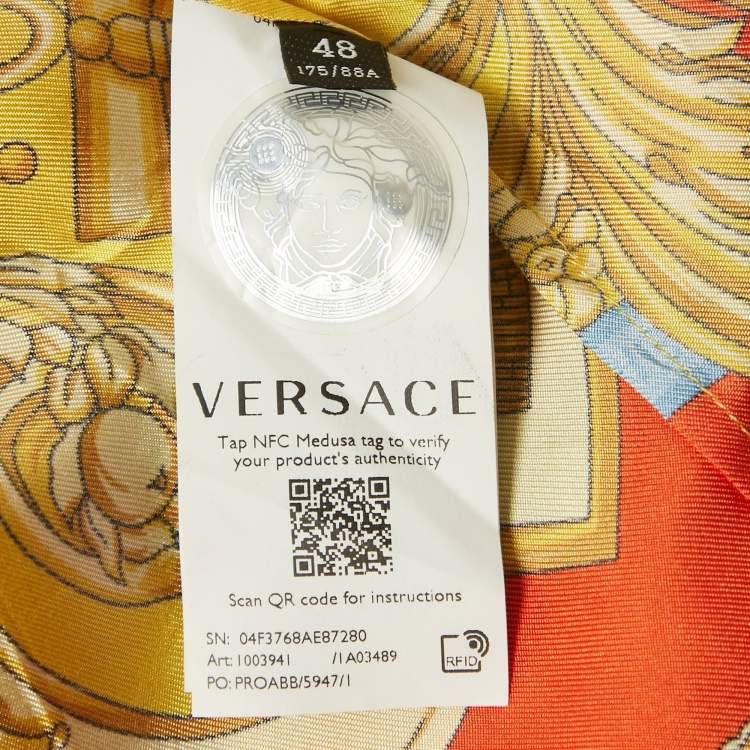 48
175/88A
VERSACE
Tap NFC Medusa tag to verify
your product's authenticity
Scan QR code for instructions
SN: 04F3768AE87280
Art: 1003941 /1A03489
PO: PROABB/5947/1
RFID